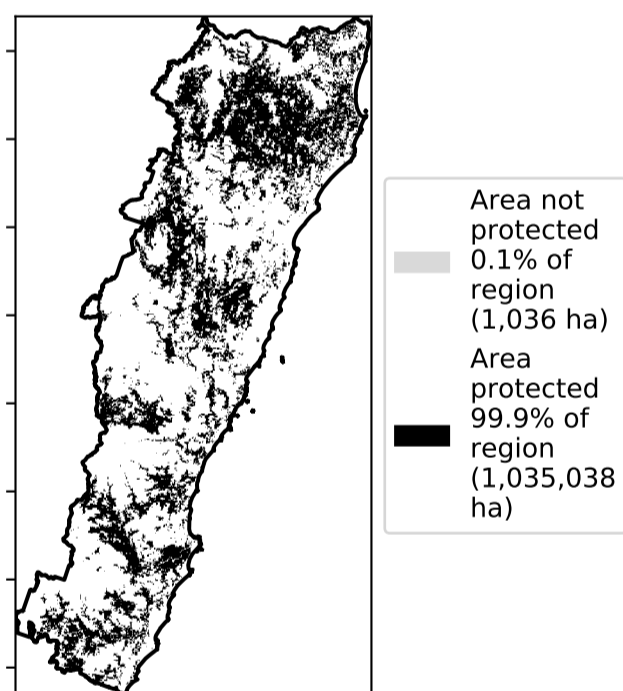 Area not
protected
0.1% of
region
(1,036 ha)
Area
protected
99.9% of
region
(1,035,038
ha)